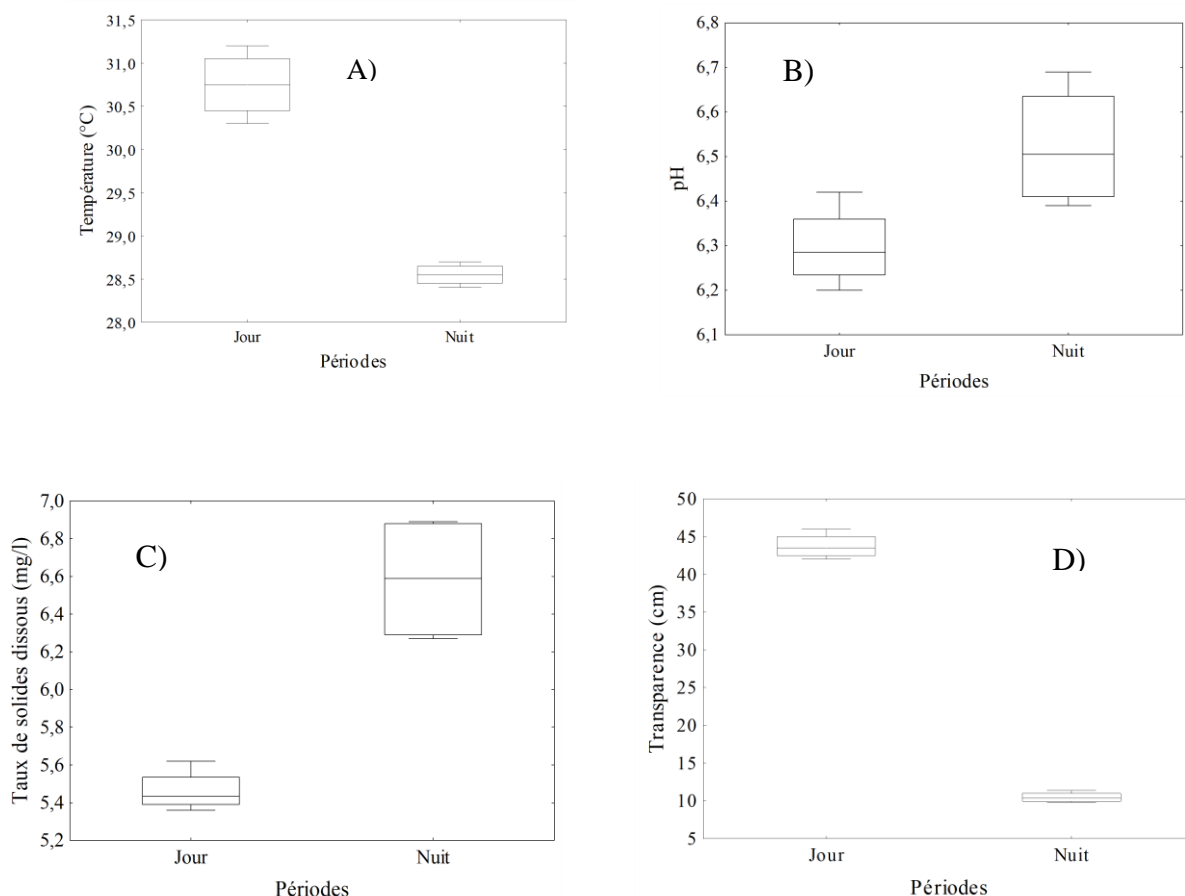 A)
Température (°C)
31,5
31,0
30,5
30,0
29,5
29,0
28,5
28,0
Jour Nuit
Périodes
B)
pH
6,8
6,7
6,6
6,5
6,4
6,3
6,2
6,1
Jour Nuit
Périodes
C)
Taux de solides dissous (mg/l)
7,0
6,8
6,6
6,4
6,2
6,0
5,8
5,6
5,4
5,2
Jour Nuit
Périodes
D)
Transparence (cm)
50
45
40
35
30
25
20
15
10
5
Jour Nuit
Périodes